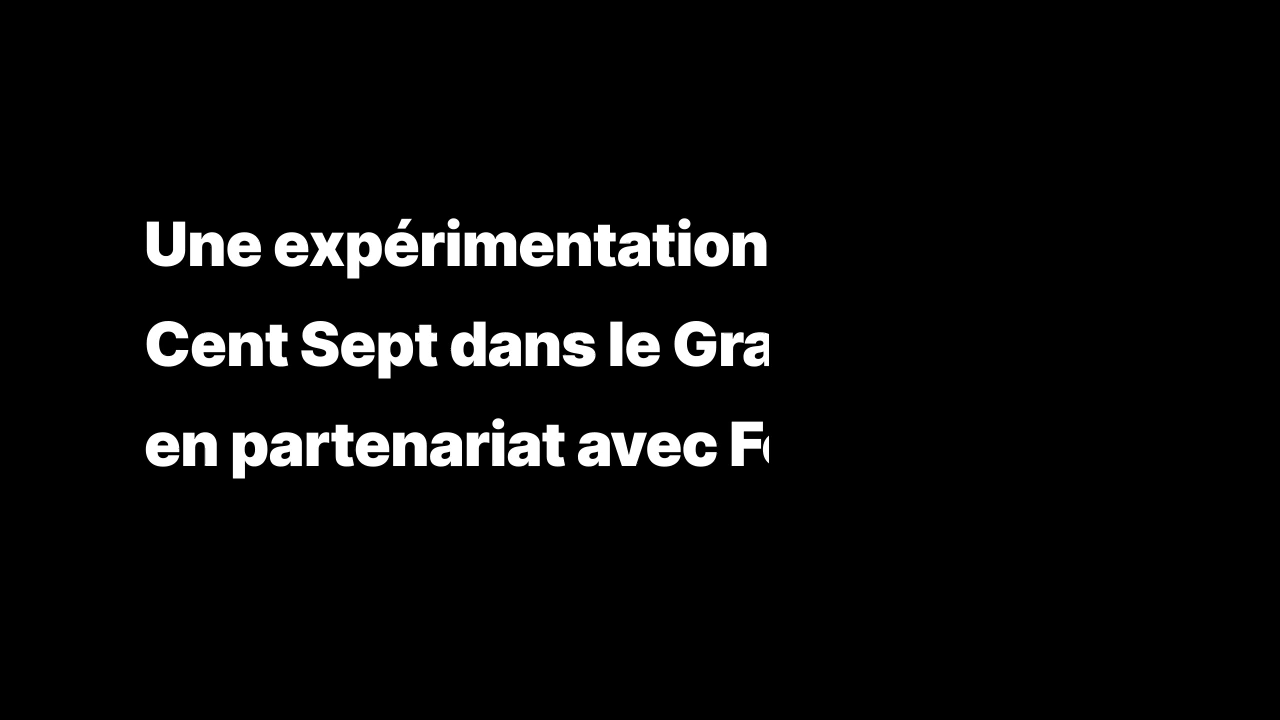 Une expérimentation
Cent Sept dans le
en partenariat avec